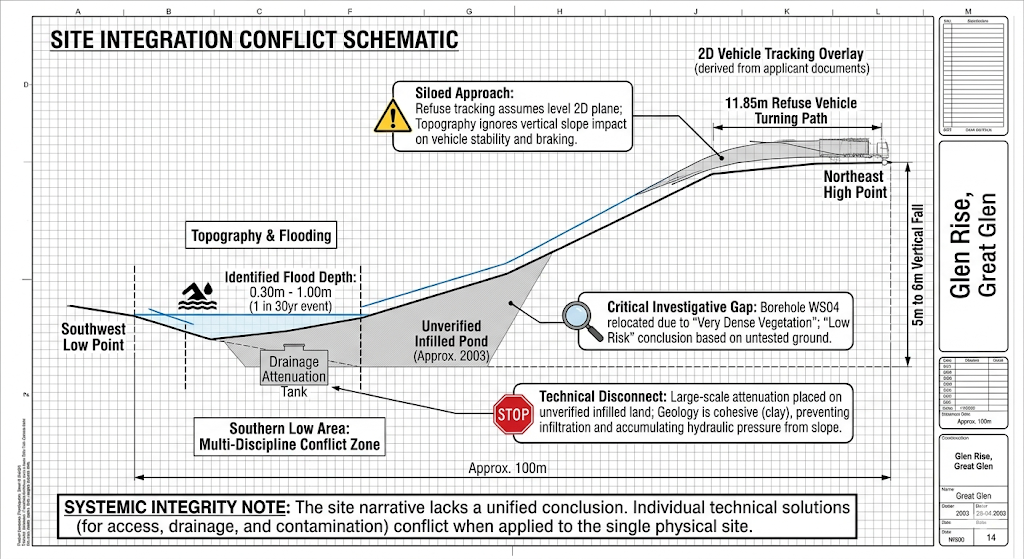 A B C F G H J K L M
SITE INTEGRATION CONFLICT SCHEMATIC
2D Vehicle Tracking Overlay
(derived from applicant documents)
Siloed Approach:
Refuse tracking assumes level 2D plane;
Topography ignores vertical slope impact
on vehicle stability and braking.
11.85m Refuse Vehicle
Turning Path
Northeast
High Point
5m to 6m Vertical Fall
Topography & Flooding
Identified Flood Depth:
0.30m - 1.00m
(1 in 30yr event)
Southwest
Low Point
Unverified
Infilled Pond
(Approx. 2003)
Critical Investigative Gap: Borehole WS04
relocated due to "Very Dense Vegetation"; "Low
Risk" conclusion based on untested ground.
Drainage
Attenuation
Tank
STOP
Technical Disconnect: Large-scale attenuation placed on
unverified infilled land; Geology is cohesive (clay), preventing
infiltration and accumulating hydraulic pressure from slope.
Southern Low Area:
Multi-Discipline Conflict Zone
Approx. 100m
SYSTEMIC INTEGRITY NOTE: The site narrative lacks a unified conclusion. Individual technical solutions
(for access, drainage, and contamination) conflict when applied to the single physical site.
Glen Rise,
Great Glen
Approx. 100m
Glen Rise,
Great Glen
Name
Great Glen
2003
28-04.2003
14